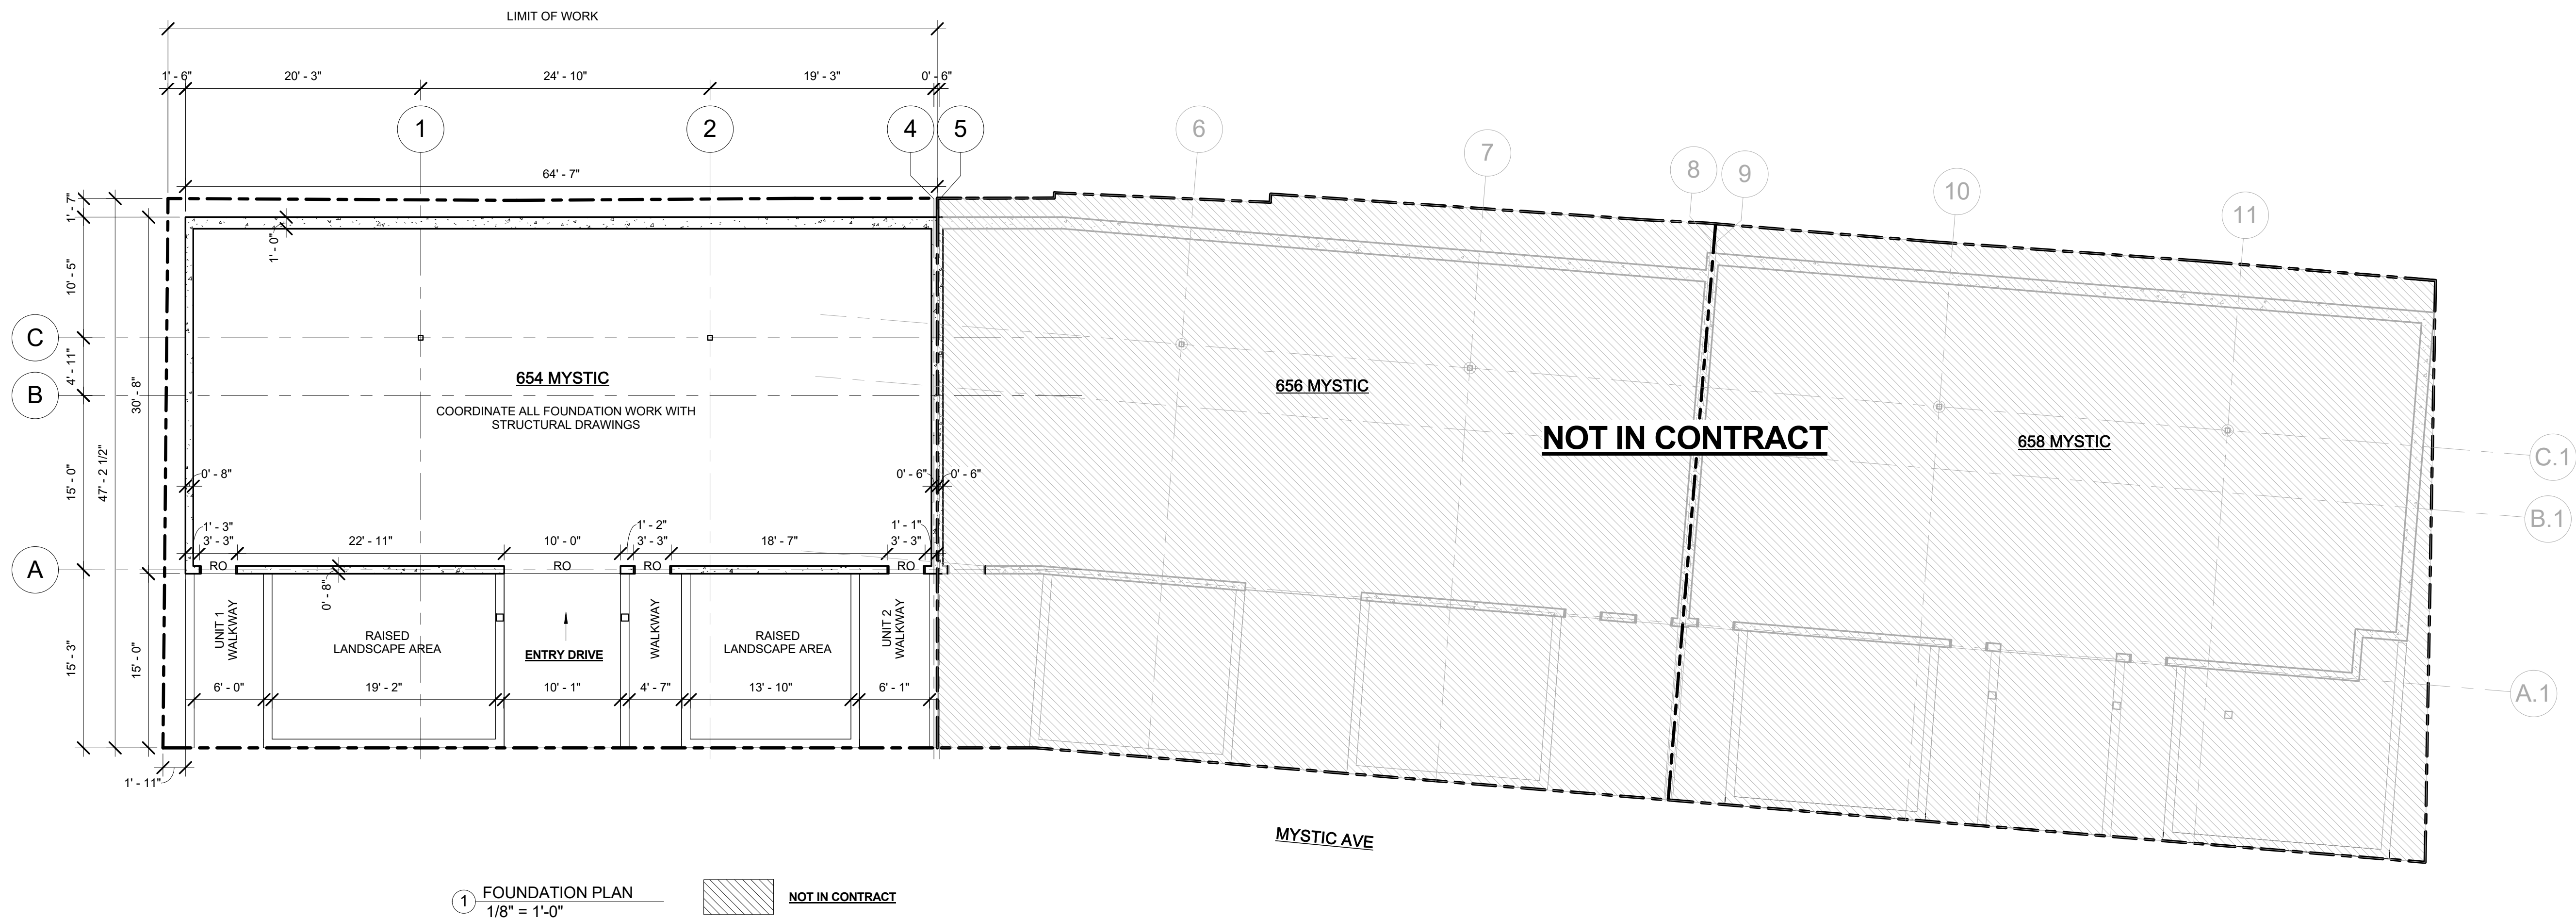 LIMIT OF WORK
1' - 6"
20' - 3"
24' - 10"
19' - 3"
0' - 6"
1
2
4
5
6
7
8
9
10
11
64' - 7"
1' - 7"
1' - 0"
10' - 5"
C
4' - 11"
B
30' - 8"
47' - 2 1/2"
15' - 0"
654 MYSTIC
COORDINATE ALL FOUNDATION WORK WITH
STRUCTURAL DRAWINGS
656 MYSTIC
NOT IN CONTRACT
658 MYSTIC
C.1
B.1
A.1
0' - 8"
0' - 6"
0' - 6"
1' - 3"
1' - 2"
1' - 1"
3' - 3"
22' - 11"
10' - 0"
3' - 3"
18' - 7"
3' - 3"
A
RO
RO
RO
RO
0' - 8"
UNIT 1
WALKWAY
RAISED
LANDSCAPE AREA
ENTRY DRIVE
WALKWAY
RAISED
LANDSCAPE AREA
UNIT 2
WALKWAY
15' - 3"
15' - 0"
6' - 0"
19' - 2"
10' - 1"
4' - 7"
13' - 10"
6' - 1"
1' - 11"
MYSTIC AVE
1 FOUNDATION PLAN
1/8" = 1'-0"
NOT IN CONTRACT